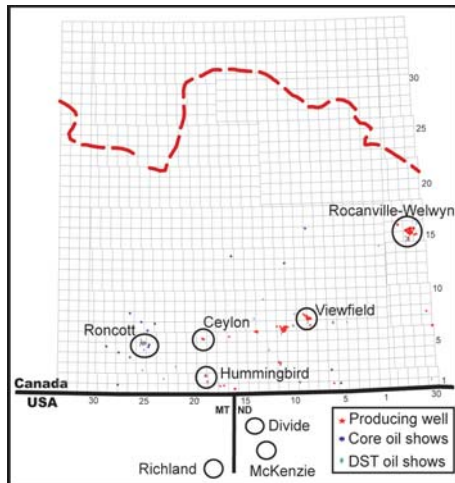 30
25
20
Rocanville-Welwyn
15
10
Viewfield
Ceylon
Roncott
5
Hummingbird
Canada
1
USA
30 25 20 15 10 5 1 30
MT ND
Divide
McKenzie
Richland
Producing well
Core oil shows
DST oil shows